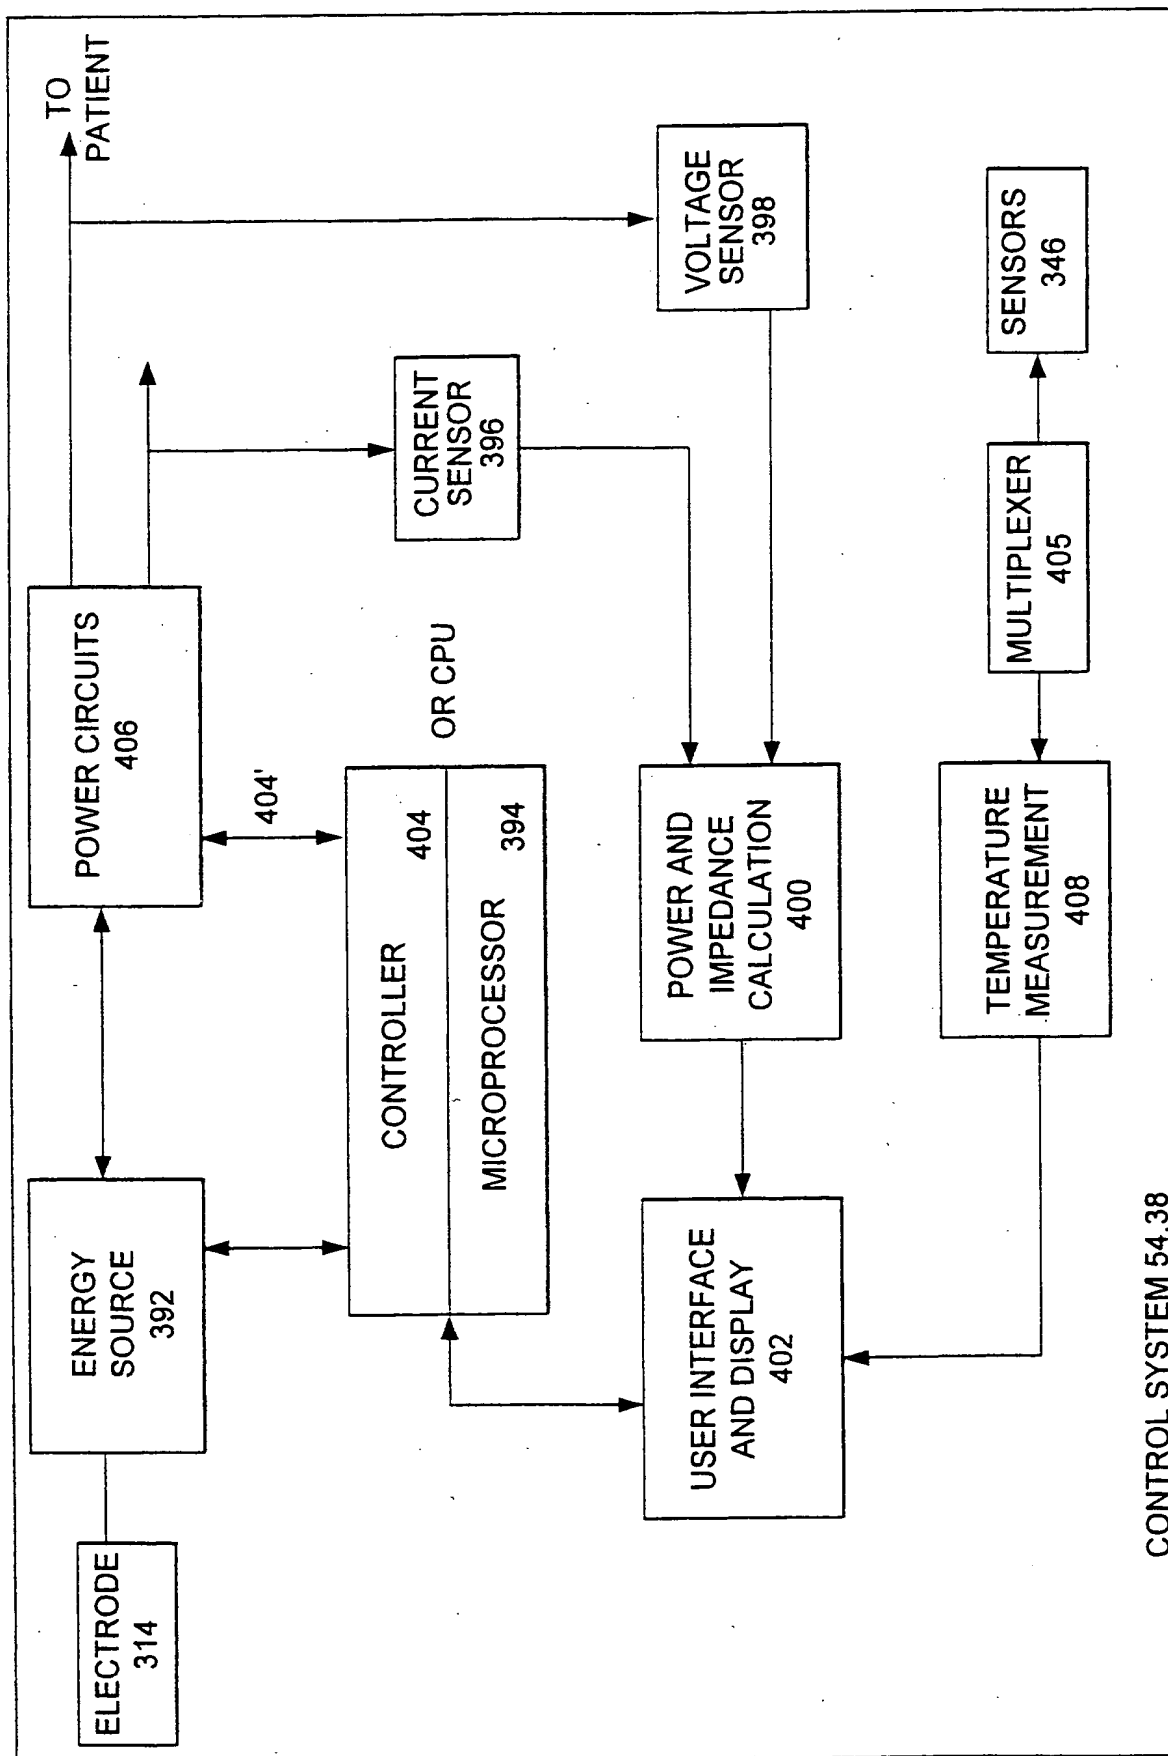 ELECTRODE
314
ENERGY
SOURCE
392
POWER CIRCUITS
406
TO
PATIENT
404'
CONTROLLER
404
MICROPROCESSOR
394
OR CPU
CURRENT
SENSOR
396
VOLTAGE
SENSOR
398
USER INTERFACE
AND DISPLAY
402
POWER AND
IMPEDANCE
CALCULATION
400
TEMPERATURE
MEASUREMENT
408
MULTIPLEXER
405
SENSORS
346
CONTROL SYSTEM 54,38